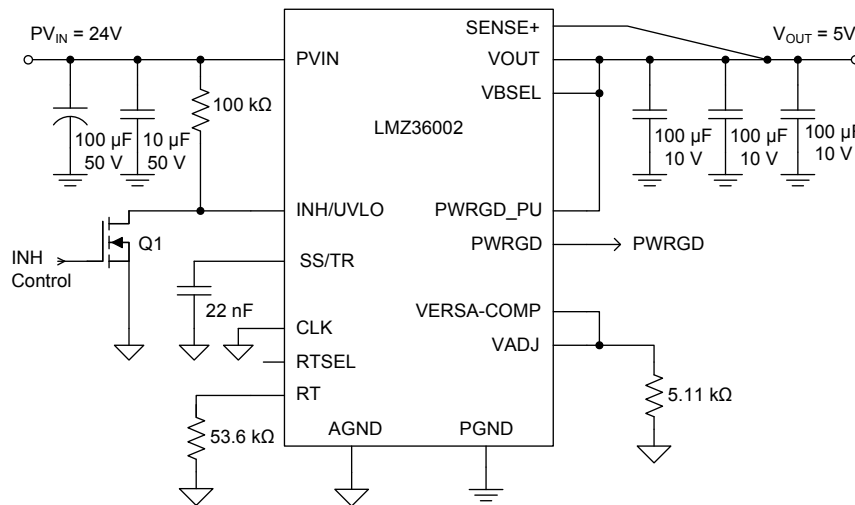 PVIN = 24V
SENSE+
VOUT = 5V
PVIN
VOUT
VBSEL
100 kΩ
LMZ36002
100 µF
50 V
10 µF
50 V
100 µF
10 V
100 µF
10 V
100 µF
10 V
INH/UVLO
PWRGD_PU
Q1
PWRGD
PWRGD
INH
Control
SS/TR
22 nF
VERSA-COMP
CLK
VADJ
RTSEL
RT
5.11 kΩ
53.6 kΩ
AGND
PGND